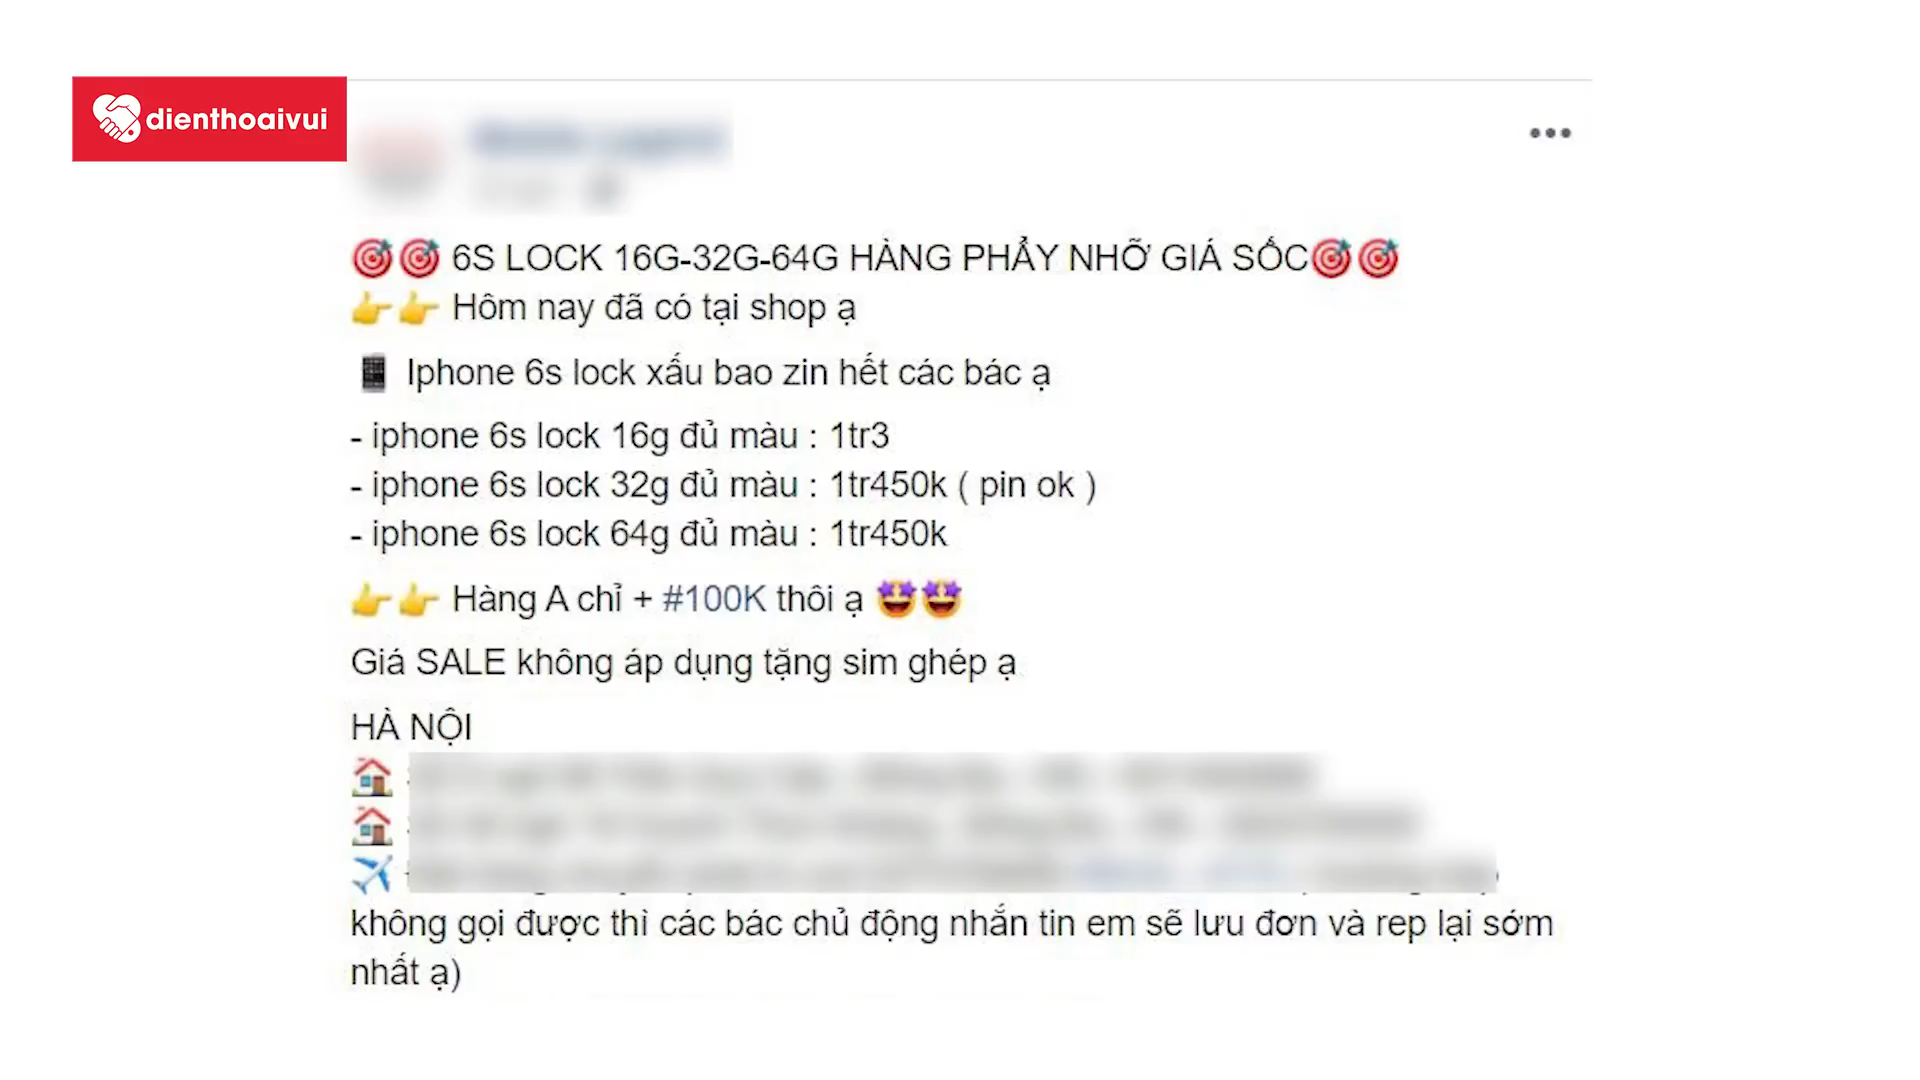 dienthoaivui
6S LOCK 16G-32G-64G HÀNG PHẨY NHỠ GIÁ SỐC
Hôm nay đã có tại shop ạ
Iphone 6s lock xấu bao zin hết các bác ạ
- iphone 6s lock 16g đủ màu : 1tr3
- iphone 6s lock 32g đủ màu : 1tr450k ( pin ok )
- iphone 6s lock 64g đủ màu : 1tr450k
Hàng A chỉ + #100K thôi ạ
Giá SALE không áp dụng tặng sim ghép ạ
HÀ NỘI
không gọi được thì các bác chủ động nhắn tin em sẽ lưu đơn và rep lại sớm
nhất ạ)